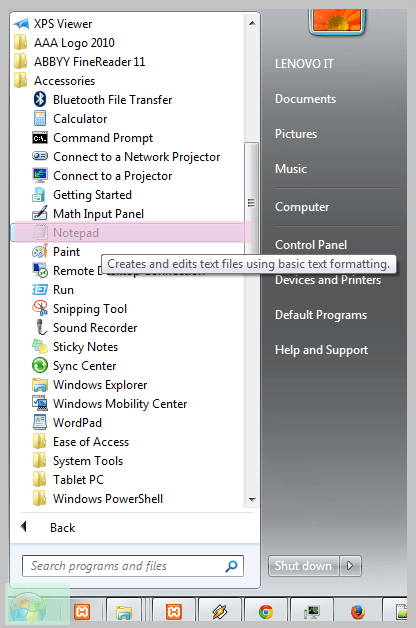 XPS Viewer
AAA Logo 2010
ABBYY FineReader 11
Accessories
Bluetooth File Transfer
Calculator
Command Prompt
Connect to a Network Projector
Connect to a Projector
Getting Started
Math Input Panel
Notepad
Paint
Creates and edits text files using basic text formatting.
Remote Desktop Connection
Run
Snipping Tool
Sound Recorder
Sticky Notes
Sync Center
Windows Explorer
Windows Mobility Center
WordPad
Ease of Access
System Tools
Tablet PC
Windows PowerShell
Back
Search programs and files
LENOVO IT
Documents
Pictures
Music
Computer
Control Panel
Devices and Printers
Default Programs
Help and Support
Shut down